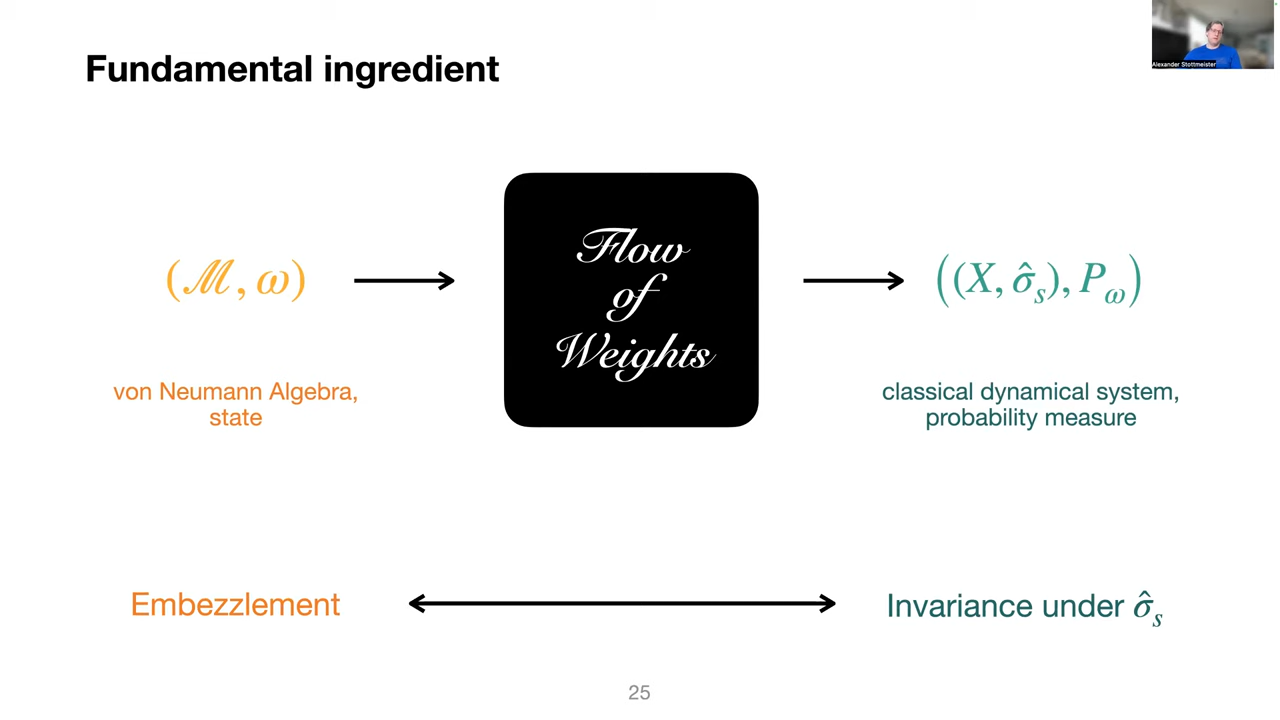 Fundamental ingredient
Alexander Stottmeister
Flow
of
Weights
(ℳ, ω)
((X, σ̂ₛ), P_ω)
von Neumann Algebra,
state
classical dynamical system,
probability measure
Embezzlement
Invariance under σ̂ₛ
25